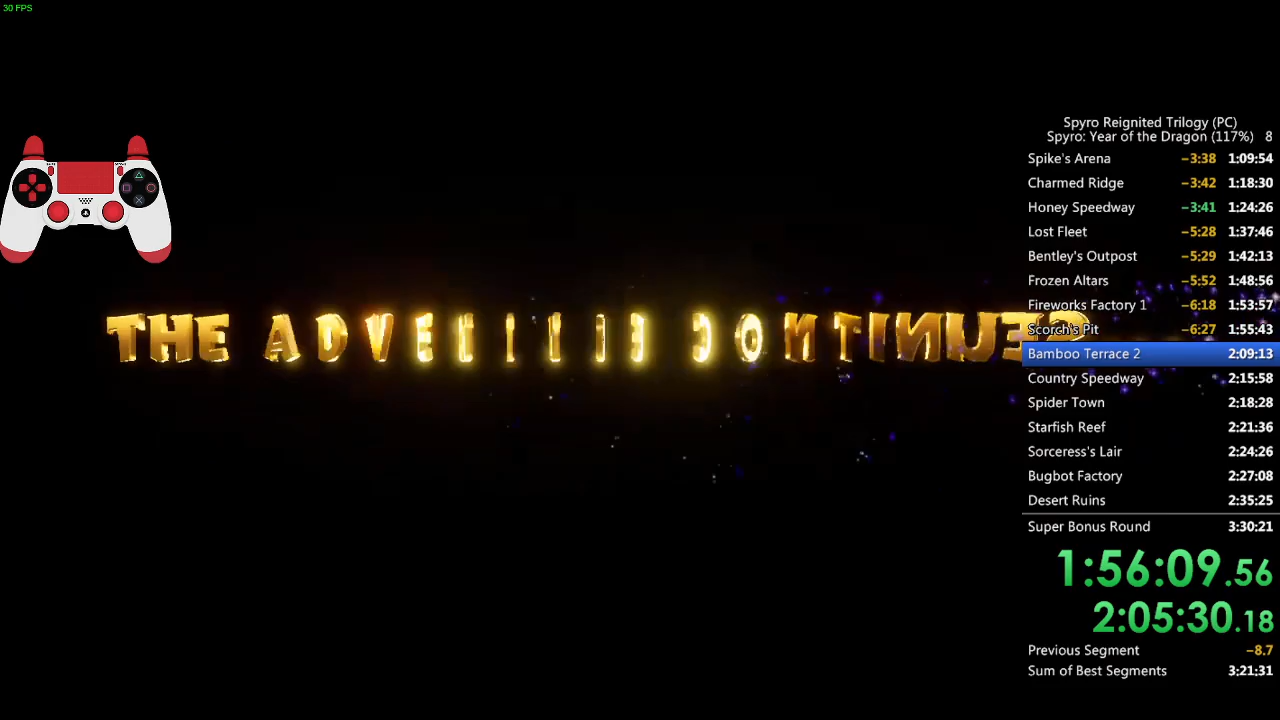 30 FPS
Spyro Reignited Trilogy (PC)
Spyro: Year of the Dragon (117%) 8
Spike's Arena −3:38 1:09:54
Charmed Ridge −3:42 1:18:30
Honey Speedway −3:41 1:24:26
Lost Fleet −5:28 1:37:46
Bentley's Outpost −5:29 1:42:13
Frozen Altars −5:52 1:48:56
Fireworks Factory 1 −6:18 1:53:57
THE ADVENTURE CONTINUES
Scorch's Pit −6:27 1:55:43
Bamboo Terrace 2 2:09:13
Country Speedway 2:15:58
Spider Town 2:18:28
Starfish Reef 2:21:36
Sorceress's Lair 2:24:26
Bugbot Factory 2:27:08
Desert Ruins 2:35:25
Super Bonus Round 3:30:21
1:56:09.56
2:05:30.18
Previous Segment −8.7
Sum of Best Segments 3:21:31